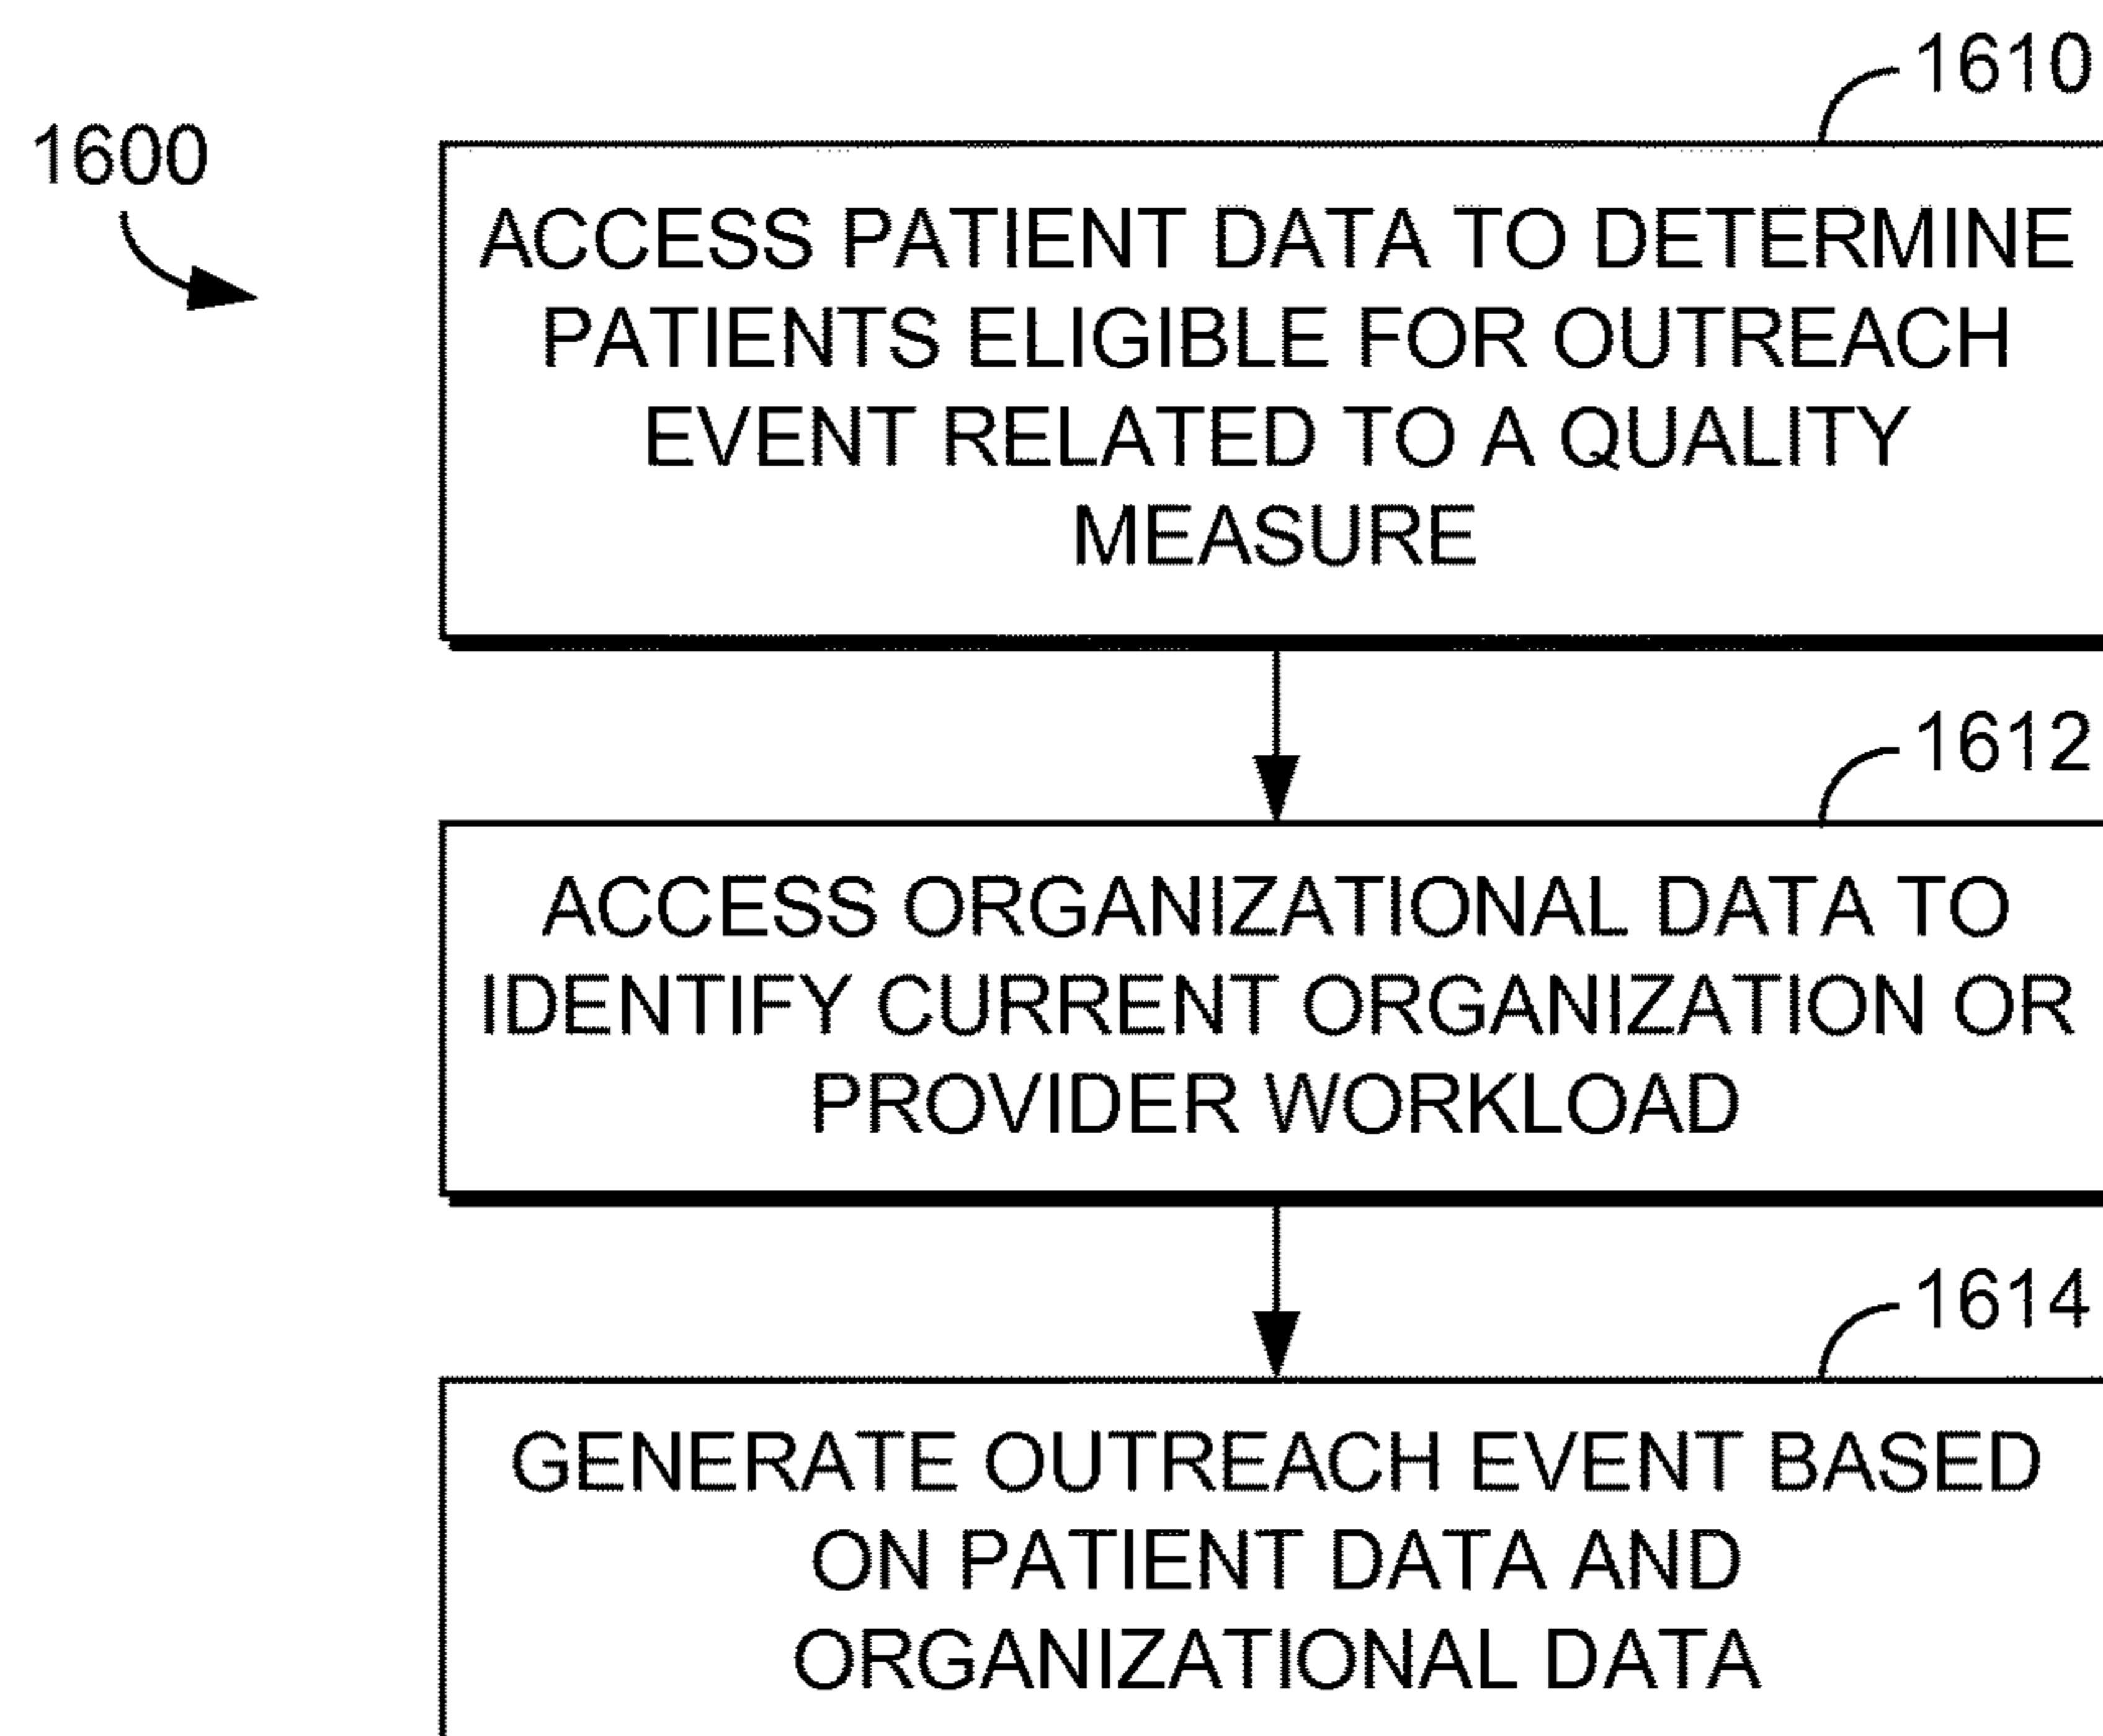 1610
1600
ACCESS PATIENT DATA TO DETERMINE
PATIENTS ELIGIBLE FOR OUTREACH
EVENT RELATED TO A QUALITY
MEASURE
1612
ACCESS ORGANIZATIONAL DATA TO
IDENTIFY CURRENT ORGANIZATION OR
PROVIDER WORKLOAD
1614
GENERATE OUTREACH EVENT BASED
ON PATIENT DATA AND
ORGANIZATIONAL DATA